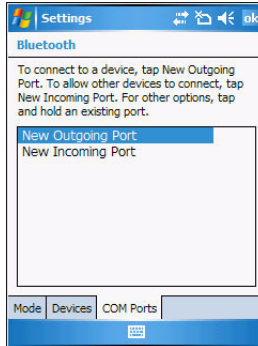 Settings
ok
Bluetooth
To connect to a device, tap New Outgoing
Port. To allow other devices to connect, tap
New Incoming Port. For other options, tap
and hold an existing port.
New Outgoing Port
New Incoming Port
Mode Devices COM Ports